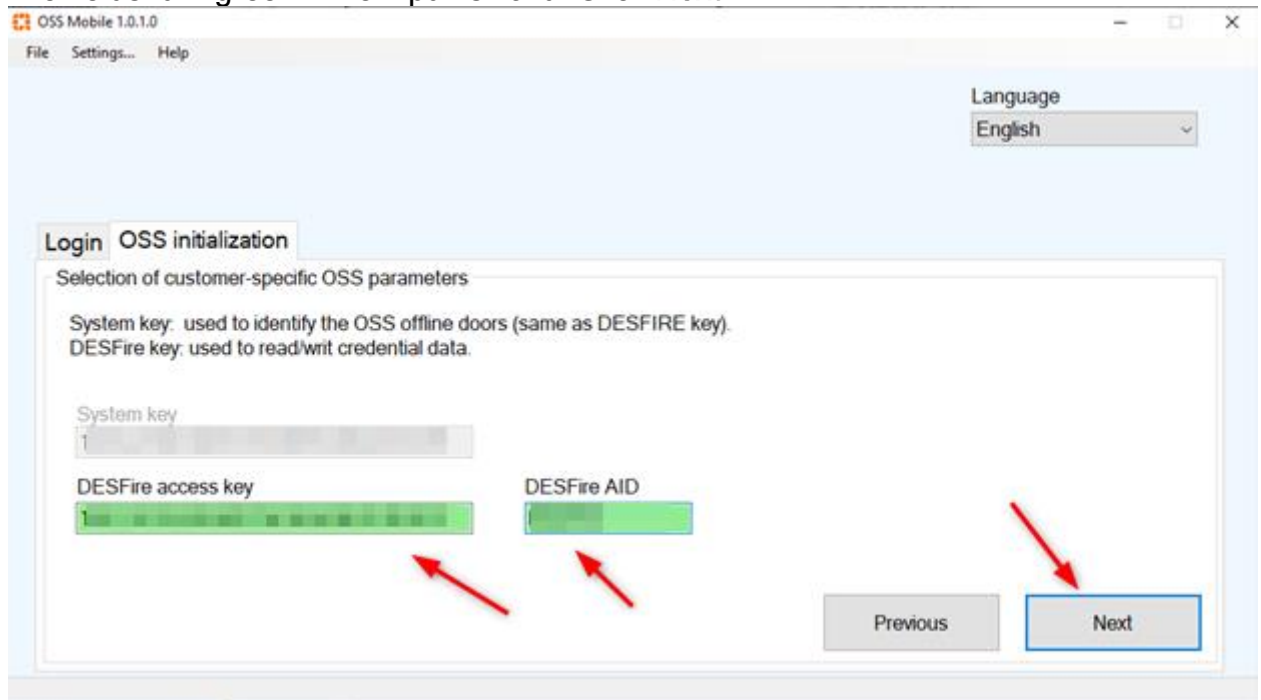 OSS Mobile 1.0.1.0
File Settings... Help
Language
English
Login OSS initialization
Selection of customer-specific OSS parameters
System key: used to identify the OSS offline doors (same as DESFIRE key).
DESFire key: used to read/writ credential data.
System key
1
DESFire access key DESFire AID
1
Previous Next